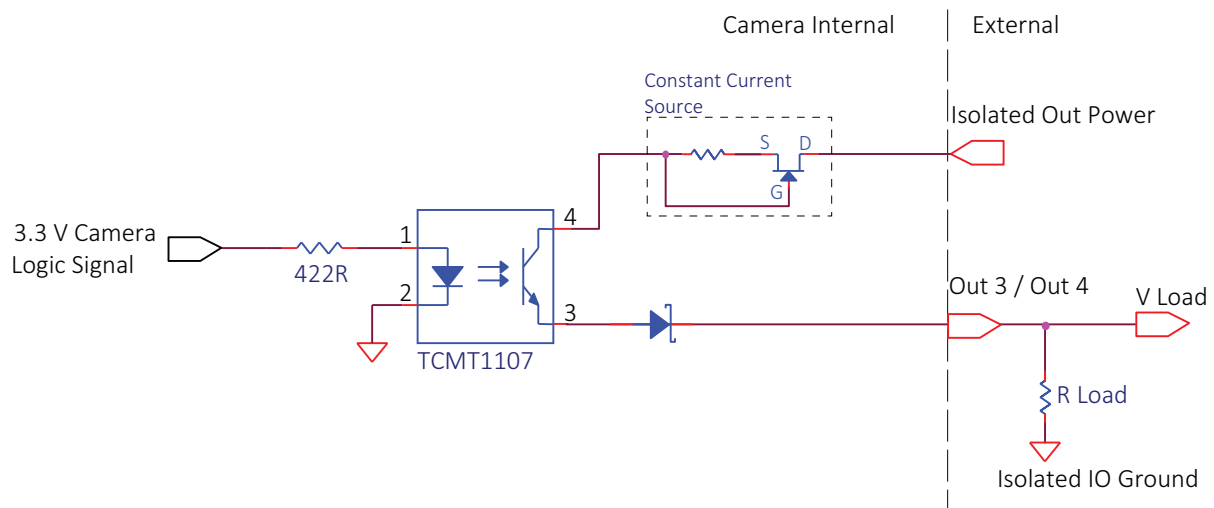 Camera Internal
External
Constant Current
Source
Isolated Out Power
S
D
G
4
3.3 V Camera
Logic Signal
1
422R
2
3
Out 3 / Out 4
V Load
TCMT1107
R Load
Isolated IO Ground